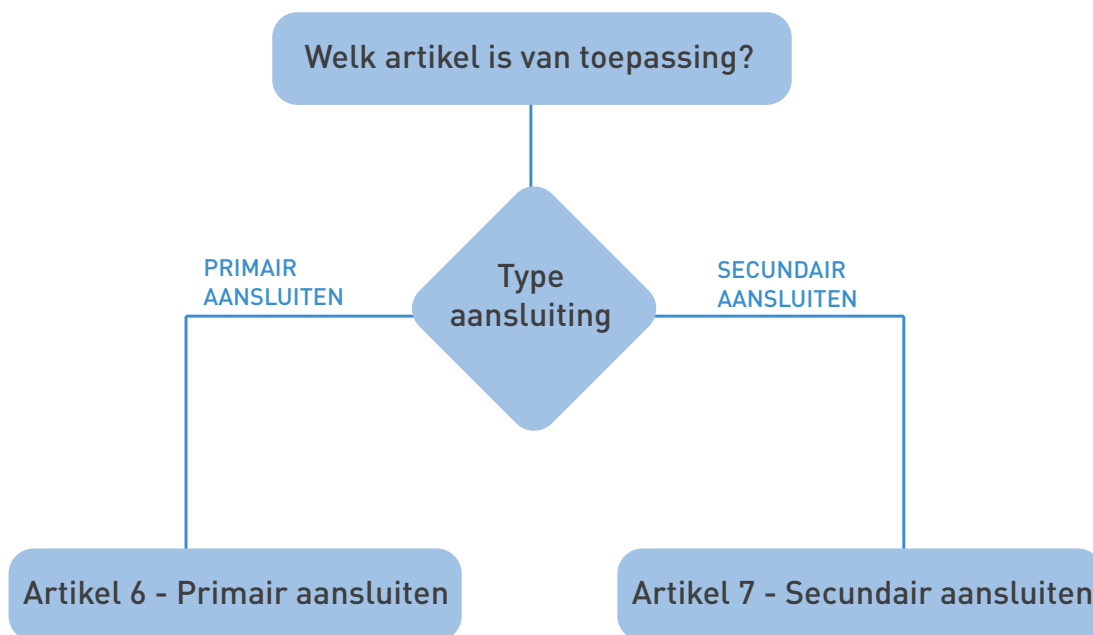 Welk artikel is van toepassing?
PRIMAIR
AANSLUITEN
Type
aansluiting
SECUNDAIR
AANSLUITEN
Artikel 6 - Primair aansluiten
Artikel 7 - Secundair aansluiten